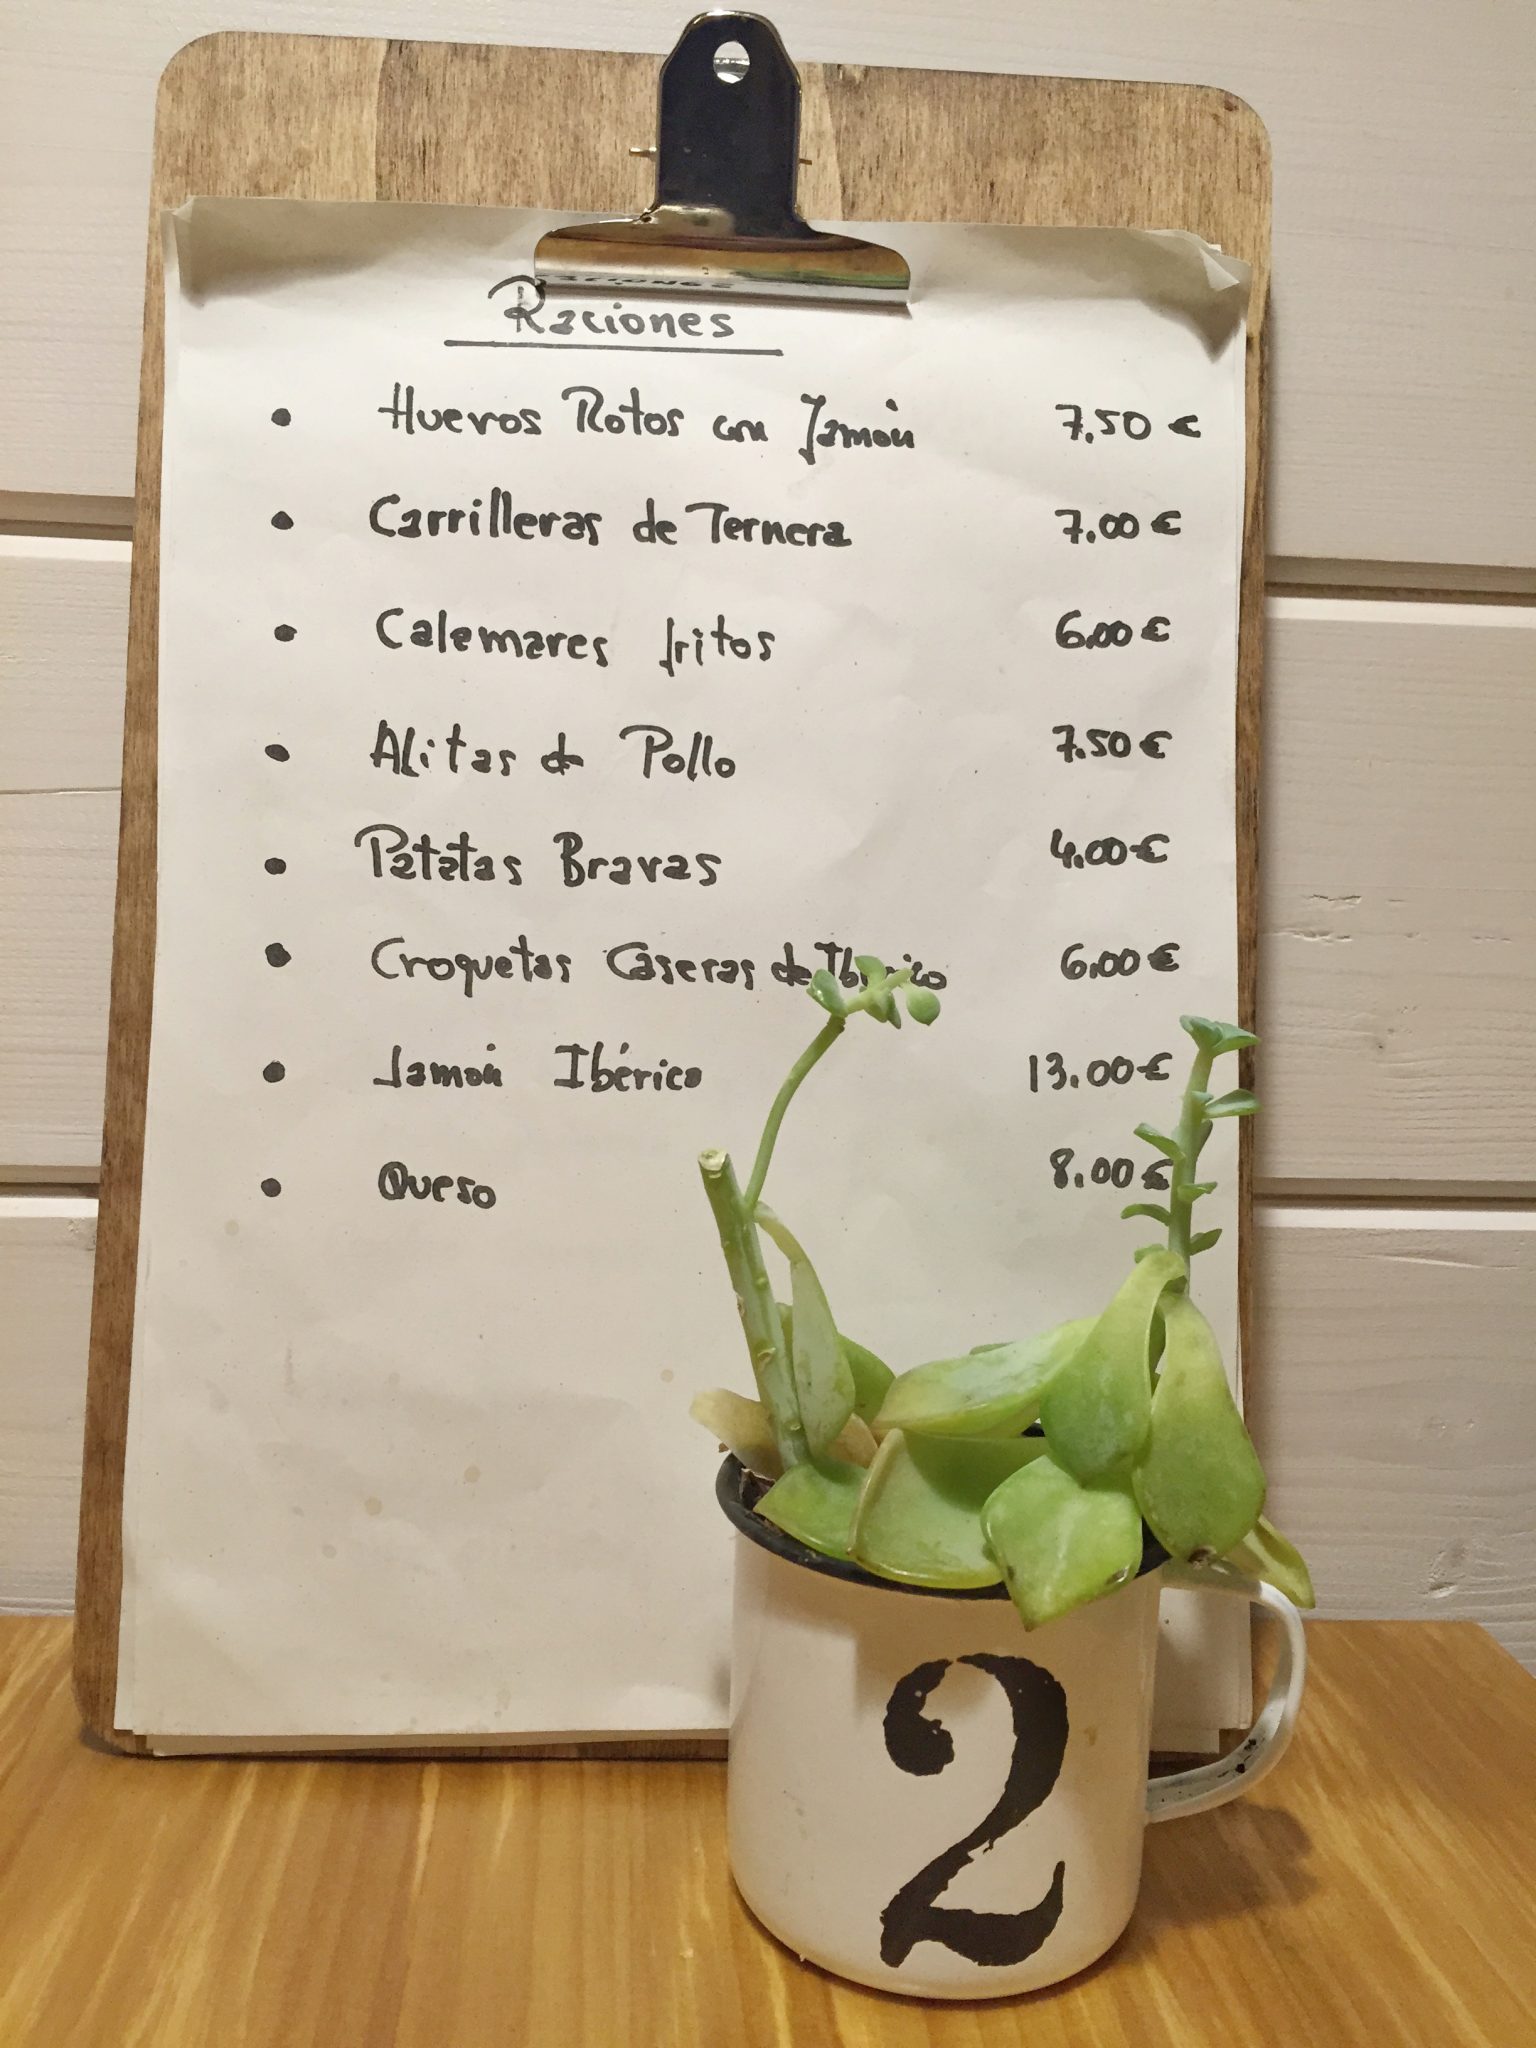 Raciones
• Huevos Rotos con Jamón 7.50 €
• Carrilleras de Ternera 7.00 €
• Calemares fritos 6.00 €
• Alitas de Pollo 7.50 €
• Patatas Bravas 4.00 €
• Croquetas Caseras de Ibérico 6.00 €
• Jamón Ibérico 13.00 €
• Queso 8.00 €
2